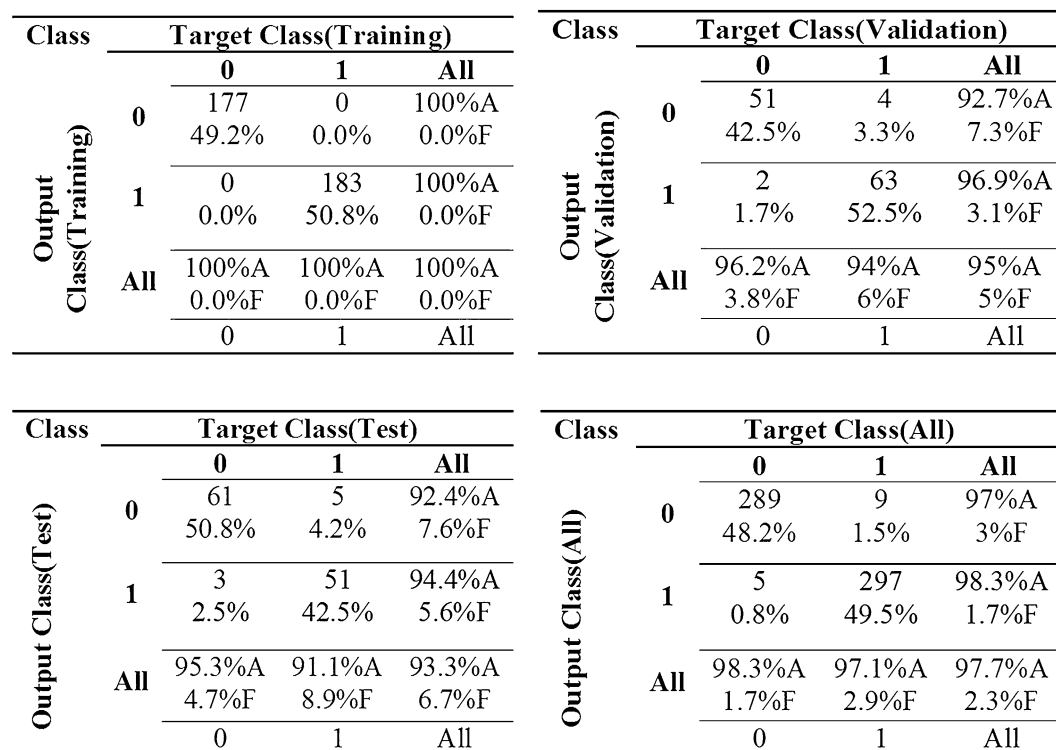 Class Target Class(Training)
0 1 All
Output
Class(Training)
0
177 0 100%A
49.2% 0.0% 0.0%F
1
0 183 100%A
0.0% 50.8% 0.0%F
All
100%A 100%A 100%A
0.0%F 0.0%F 0.0%F
0 1 All
Class Target Class(Validation)
0 1 All
Output
Class(Validation)
0
51 4 92.7%A
42.5% 3.3% 7.3%F
1
2 63 96.9%A
1.7% 52.5% 3.1%F
All
96.2%A 94%A 95%A
3.8%F 6%F 5%F
0 1 All
Class Target Class(Test)
0 1 All
Output Class(Test)
0
61 5 92.4%A
50.8% 4.2% 7.6%F
1
3 51 94.4%A
2.5% 42.5% 5.6%F
All
95.3%A 91.1%A 93.3%A
4.7%F 8.9%F 6.7%F
0 1 All
Class Target Class(All)
0 1 All
Output Class(All)
0
289 9 97%A
48.2% 1.5% 3%F
1
5 297 98.3%A
0.8% 49.5% 1.7%F
All
98.3%A 97.1%A 97.7%A
1.7%F 2.9%F 2.3%F
0 1 All